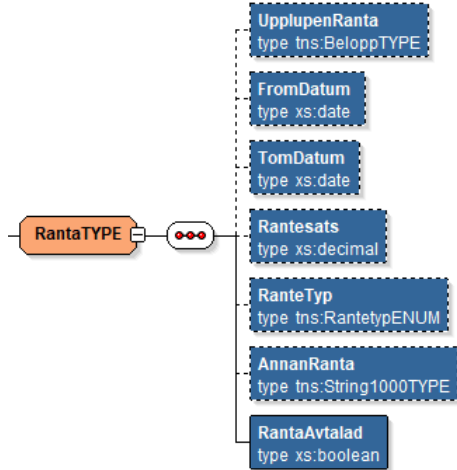 UpplupenRanta
type tns:BeloppTYPE
FromDatum
type xs:date
TomDatum
type xs:date
RantaTYPE
Rantesats
type xs:decimal
RanteTyp
type tns:RantetypENUM
AnnanRanta
type tns:String1000TYPE
RantaAvtalad
type xs:boolean